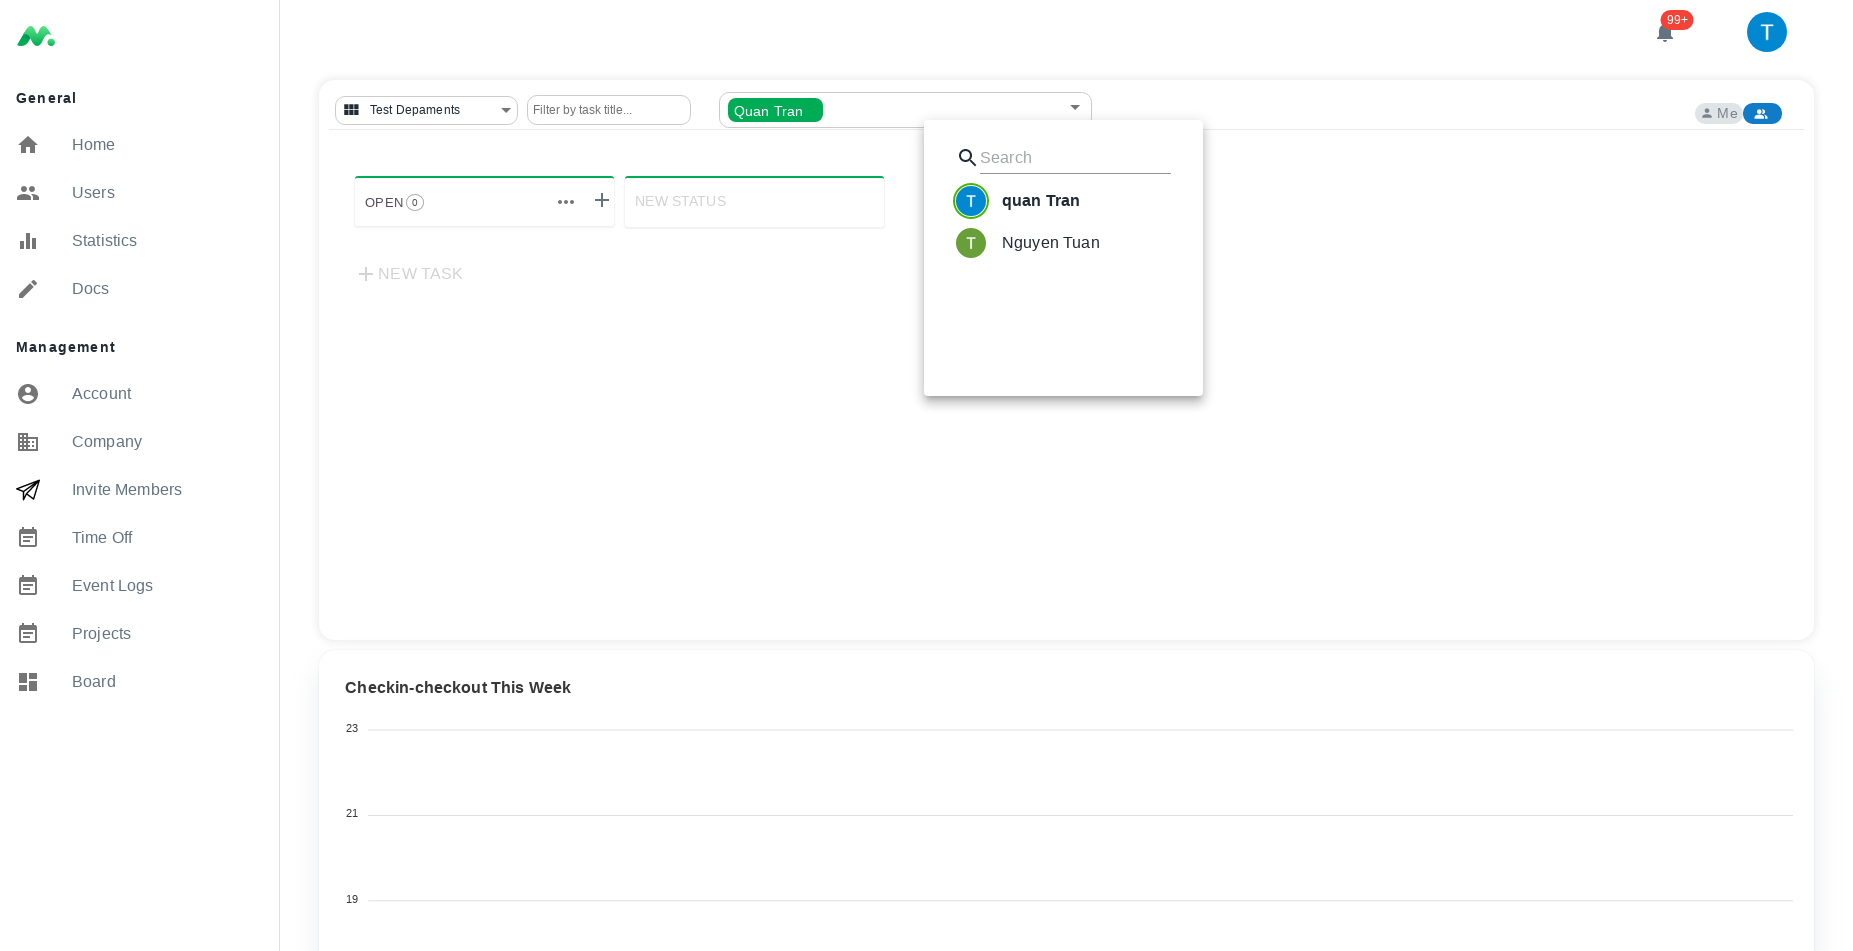 99+
T
General
Home
Users
Statistics
Docs
Management
Account
Company
Invite Members
Time Off
Event Logs
Projects
Board
Test Depaments
Filter by task title...
Quan Tran
Me
OPEN 0
NEW STATUS
NEW TASK
Search
T quan Tran
T Nguyen Tuan
Checkin-checkout This Week
23
21
19